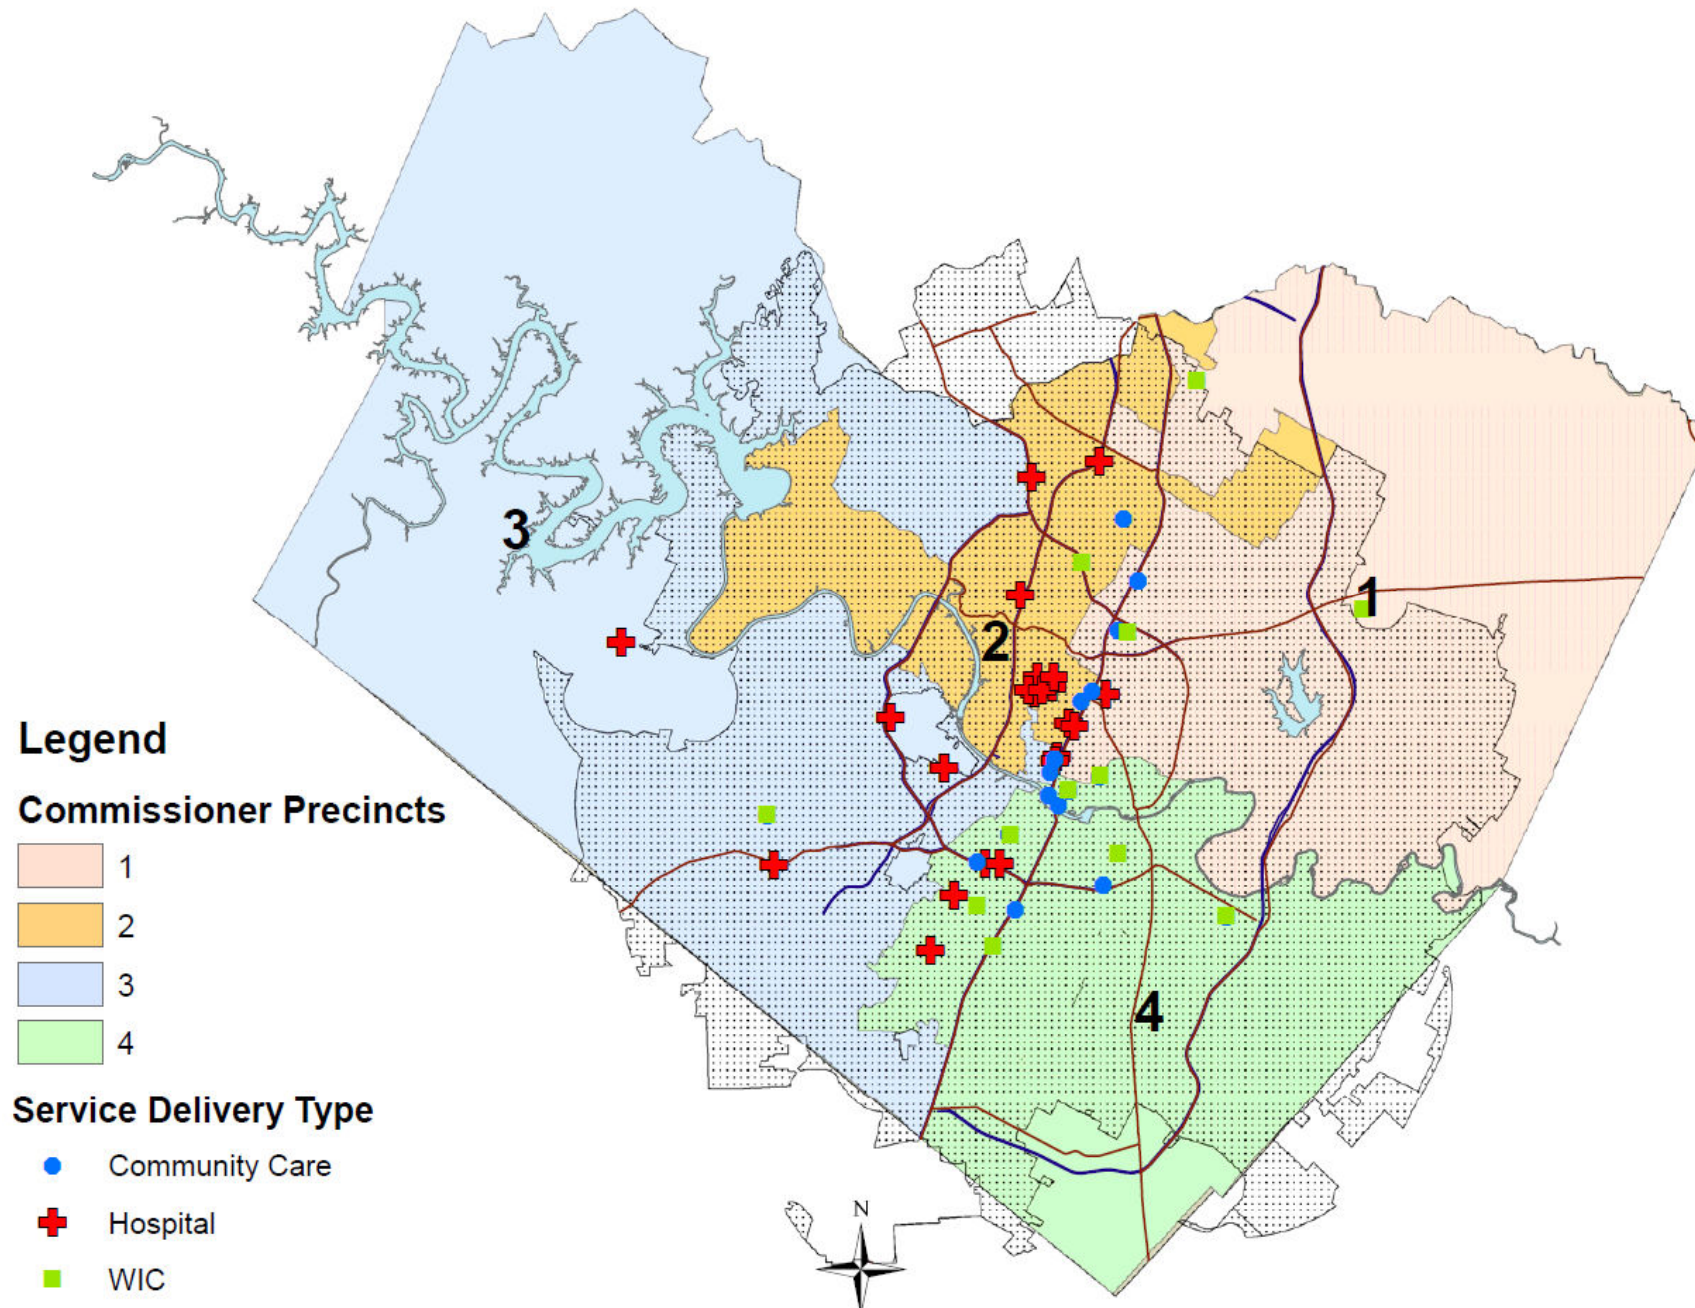 3
1
2
4
Legend
Commissioner Precincts
1
2
3
4
Service Delivery Type
Community Care
Hospital
WIC
N